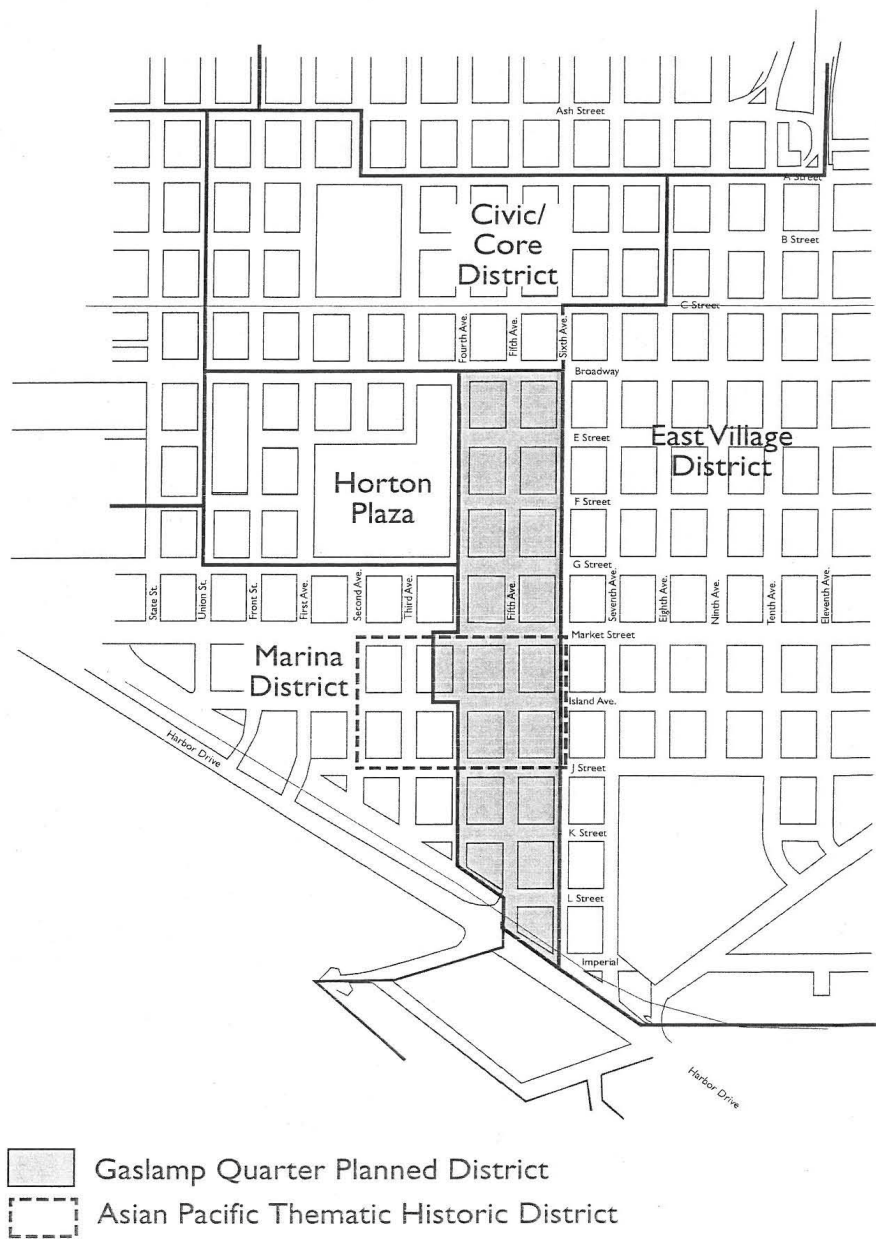 Ash Street
A Street
Civic/
Core
District
B Street
C Street
Fourth Ave.
Fifth Ave.
Sixth Ave.
Broadway
E Street
East Village
District
Horton
Plaza
F Street
G Street
State St.
Union St.
Front St.
First Ave.
Second Ave.
Third Ave.
Fifth Ave.
Seventh Ave.
Eighth Ave.
Ninth Ave.
Tenth Ave.
Eleventh Ave.
Market Street
Marina
District
Island Ave.
Harbor Drive
J Street
K Street
L Street
Imperial
Harbor Drive
Gaslamp Quarter Planned District
Asian Pacific Thematic Historic District